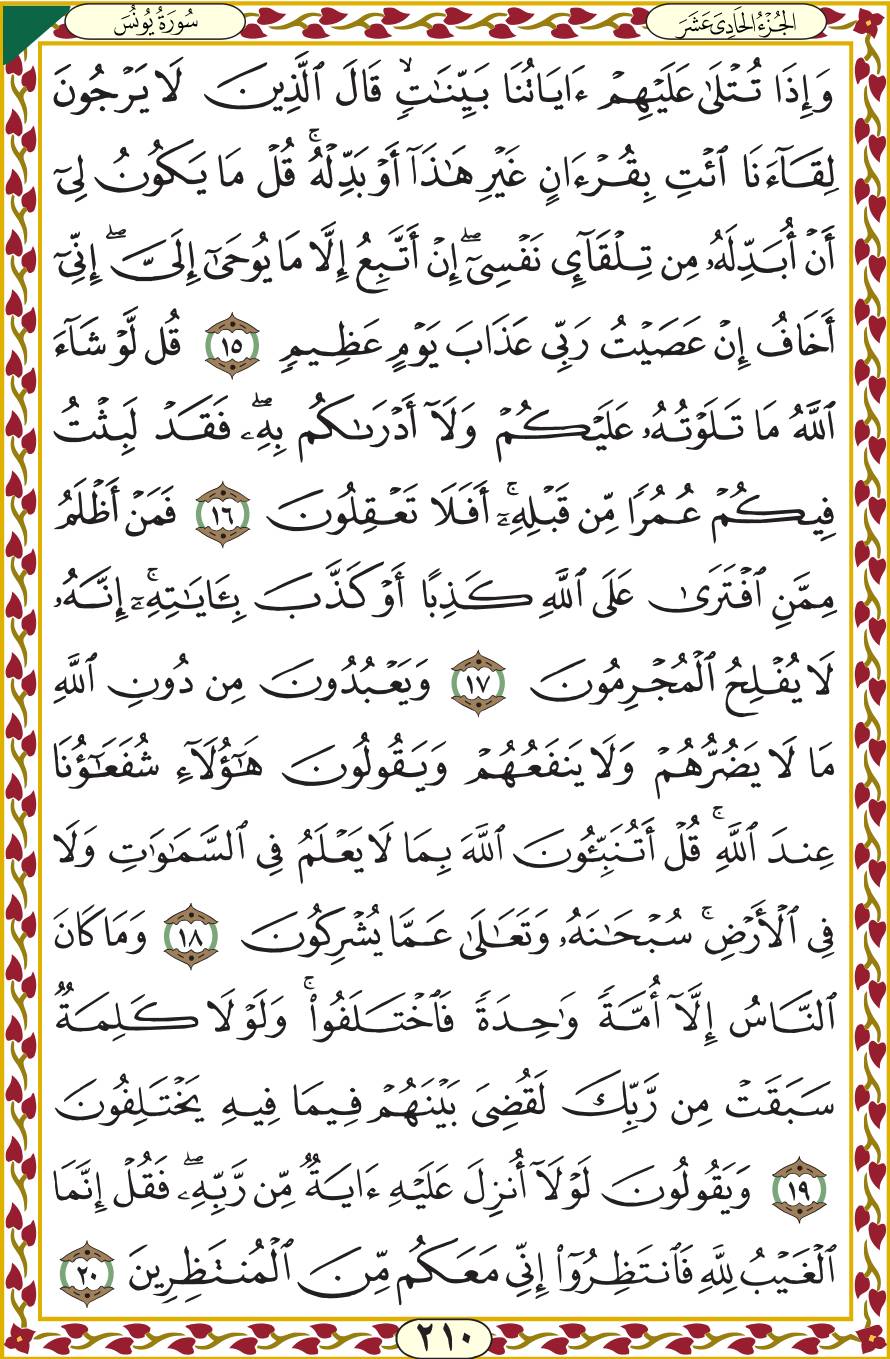 الجُزْءُ الحَادِي عَشَرَ
سُورَةُ يُونُسَ
وَإِذَا تُتۡلَىٰ عَلَيۡهِمۡ ءَايَاتُنَا بَيِّنَٰتٖ قَالَ ٱلَّذِينَ لَا يَرۡجُونَ
لِقَآءَنَا ٱئۡتِ بِقُرۡءَانٍ غَيۡرِ هَٰذَآ أَوۡ بَدِّلۡهُۚ قُلۡ مَا يَكُونُ لِيٓ
أَنۡ أُبَدِّلَهُۥ مِن تِلۡقَآيِٕ نَفۡسِيٓۖ إِنۡ أَتَّبِعُ إِلَّا مَا يُوحَىٰٓ إِلَيَّۖ إِنِّيٓ
أَخَافُ إِنۡ عَصَيۡتُ رَبِّي عَذَابَ يَوۡمٍ عَظِيمٖ ١٥ قُل لَّوۡ شَآءَ
ٱللَّهُ مَا تَلَوۡتُهُۥ عَلَيۡكُمۡ وَلَآ أَدۡرَىٰكُم بِهِۦۖ فَقَدۡ لَبِثۡتُ
فِيكُمۡ عُمُرٗا مِّن قَبۡلِهِۦٓۚ أَفَلَا تَعۡقِلُونَ ١٦ فَمَنۡ أَظۡلَمُ
مِمَّنِ ٱفۡتَرَىٰ عَلَى ٱللَّهِ كَذِبًا أَوۡ كَذَّبَ بِـَٔايَٰتِهِۦٓۚ إِنَّهُۥ
لَا يُفۡلِحُ ٱلۡمُجۡرِمُونَ ١٧ وَيَعۡبُدُونَ مِن دُونِ ٱللَّهِ
مَا لَا يَضُرُّهُمۡ وَلَا يَنفَعُهُمۡ وَيَقُولُونَ هَٰٓؤُلَآءِ شُفَعَٰٓؤُنَا
عِندَ ٱللَّهِۚ قُلۡ أَتُنَبِّـُٔونَ ٱللَّهَ بِمَا لَا يَعۡلَمُ فِي ٱلسَّمَٰوَٰتِ وَلَا
فِي ٱلۡأَرۡضِۚ سُبۡحَٰنَهُۥ وَتَعَٰلَىٰ عَمَّا يُشۡرِكُونَ ١٨ وَمَا كَانَ
ٱلنَّاسُ إِلَّآ أُمَّةٗ وَٰحِدَةٗ فَٱخۡتَلَفُواْۚ وَلَوۡلَا كَلِمَةٞ
سَبَقَتۡ مِن رَّبِّكَ لَقُضِيَ بَيۡنَهُمۡ فِيمَا فِيهِ يَخۡتَلِفُونَ
١٩ وَيَقُولُونَ لَوۡلَآ أُنزِلَ عَلَيۡهِ ءَايَةٞ مِّن رَّبِّهِۦۖ فَقُلۡ إِنَّمَا
ٱلۡغَيۡبُ لِلَّهِ فَٱنتَظِرُوٓاْ إِنِّي مَعَكُم مِّنَ ٱلۡمُنتَظِرِينَ ٢٠
٢١٠